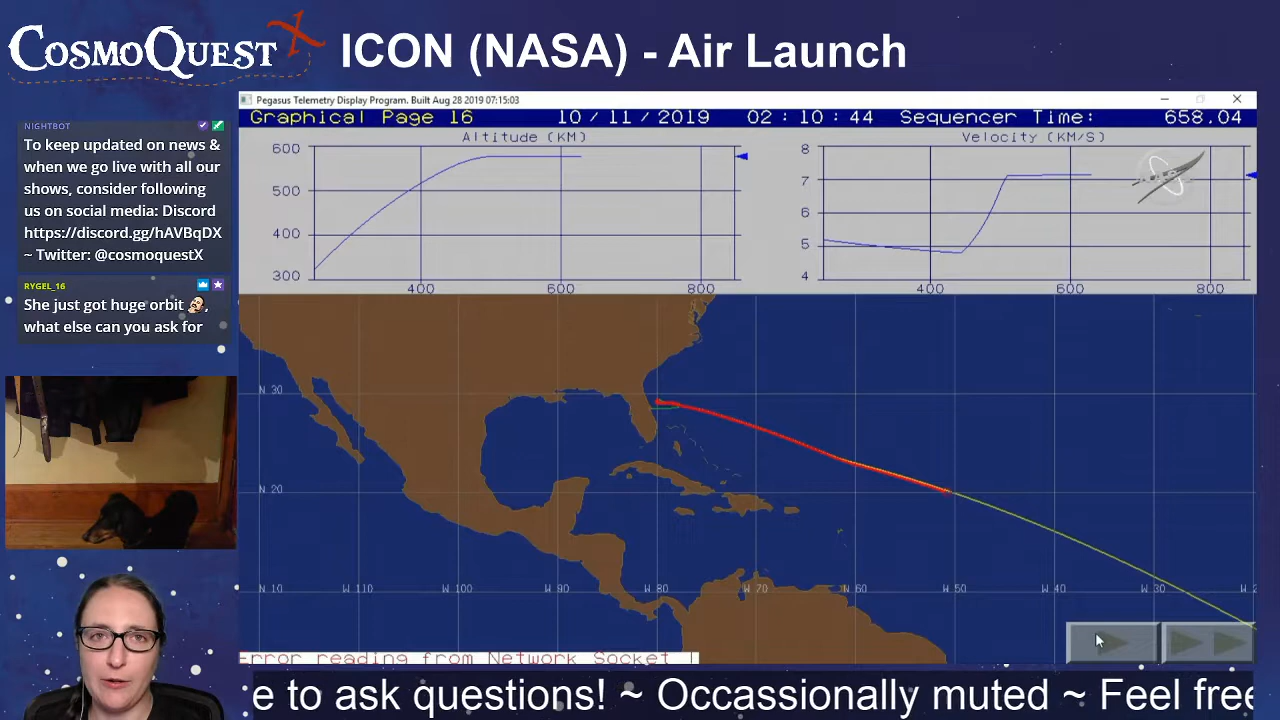 CosmoQuest X
ICON (NASA) - Air Launch
Pegasus Telemetry Display Program. Built Aug 28 2019 07:15:03
Graphical Page 16 10/11/2019 02:10:44 Sequencer Time: 658.04
Altitude (KM)
600
500
400
300
400 600 800
Velocity (KM/S)
8
7
6
5
4
400 600 800
NASA
NIGHTBOT
To keep updated on news &
when we go live with all our
shows, consider following
us on social media: Discord
https://discord.gg/hAVBqDX
~ Twitter: @cosmoquestX
RYGEL_16
She just got huge orbit
, what else can you ask for
N 30
N 20
N 10 W 110 W 100 W 90 W 80 W 70 W 60 W 50 W 40 W 30 W 2
Error reading from Network Socket
e to ask questions! ~ Occassionally muted ~ Feel free